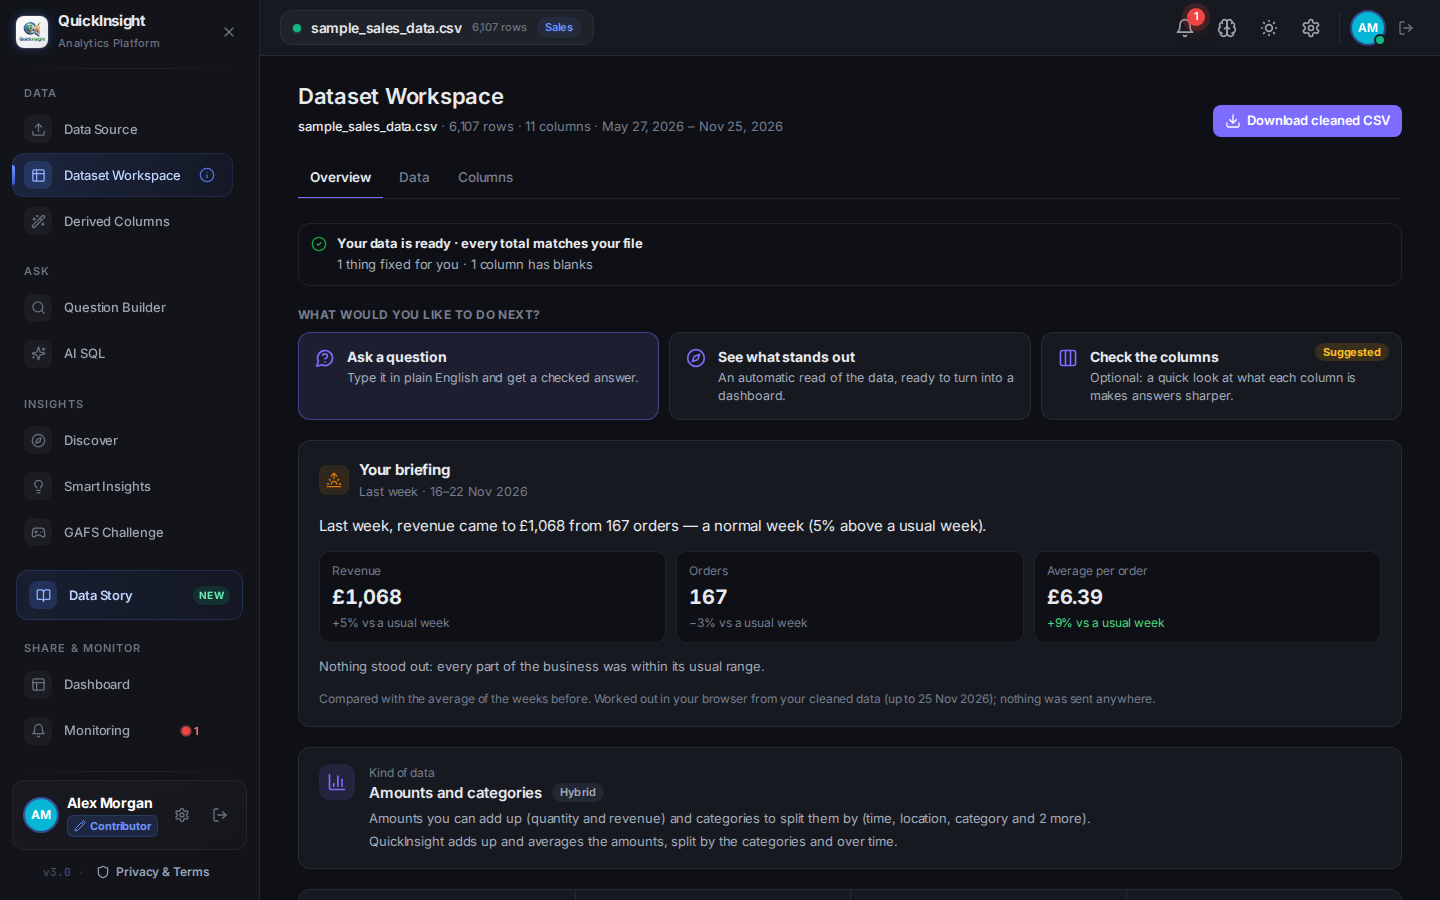 QuickInsight
Analytics Platform
DATA
Data Source
Dataset Workspace
Derived Columns
ASK
Question Builder
AI SQL
INSIGHTS
Discover
Smart Insights
GAFS Challenge
Data Story NEW
SHARE & MONITOR
Dashboard
Monitoring 1
AM Alex Morgan
Contributor
v3.0 · Privacy & Terms
sample_sales_data.csv 6,107 rows Sales
1
AM
Dataset Workspace
sample_sales_data.csv · 6,107 rows · 11 columns · May 27, 2026 – Nov 25, 2026
Download cleaned CSV
Overview Data Columns
Your data is ready · every total matches your file
1 thing fixed for you · 1 column has blanks
WHAT WOULD YOU LIKE TO DO NEXT?
Ask a question
Type it in plain English and get a checked answer.
See what stands out
An automatic read of the data, ready to turn into a
dashboard.
Check the columns Suggested
Optional: a quick look at what each column is
makes answers sharper.
Your briefing
Last week · 16–22 Nov 2026
Last week, revenue came to £1,068 from 167 orders — a normal week (5% above a usual week).
Revenue
£1,068
+5% vs a usual week
Orders
167
−3% vs a usual week
Average per order
£6.39
+9% vs a usual week
Nothing stood out: every part of the business was within its usual range.
Compared with the average of the weeks before. Worked out in your browser from your cleaned data (up to 25 Nov 2026); nothing was sent anywhere.
Kind of data
Amounts and categories Hybrid
Amounts you can add up (quantity and revenue) and categories to split them by (time, location, category and 2 more).
QuickInsight adds up and averages the amounts, split by the categories and over time.